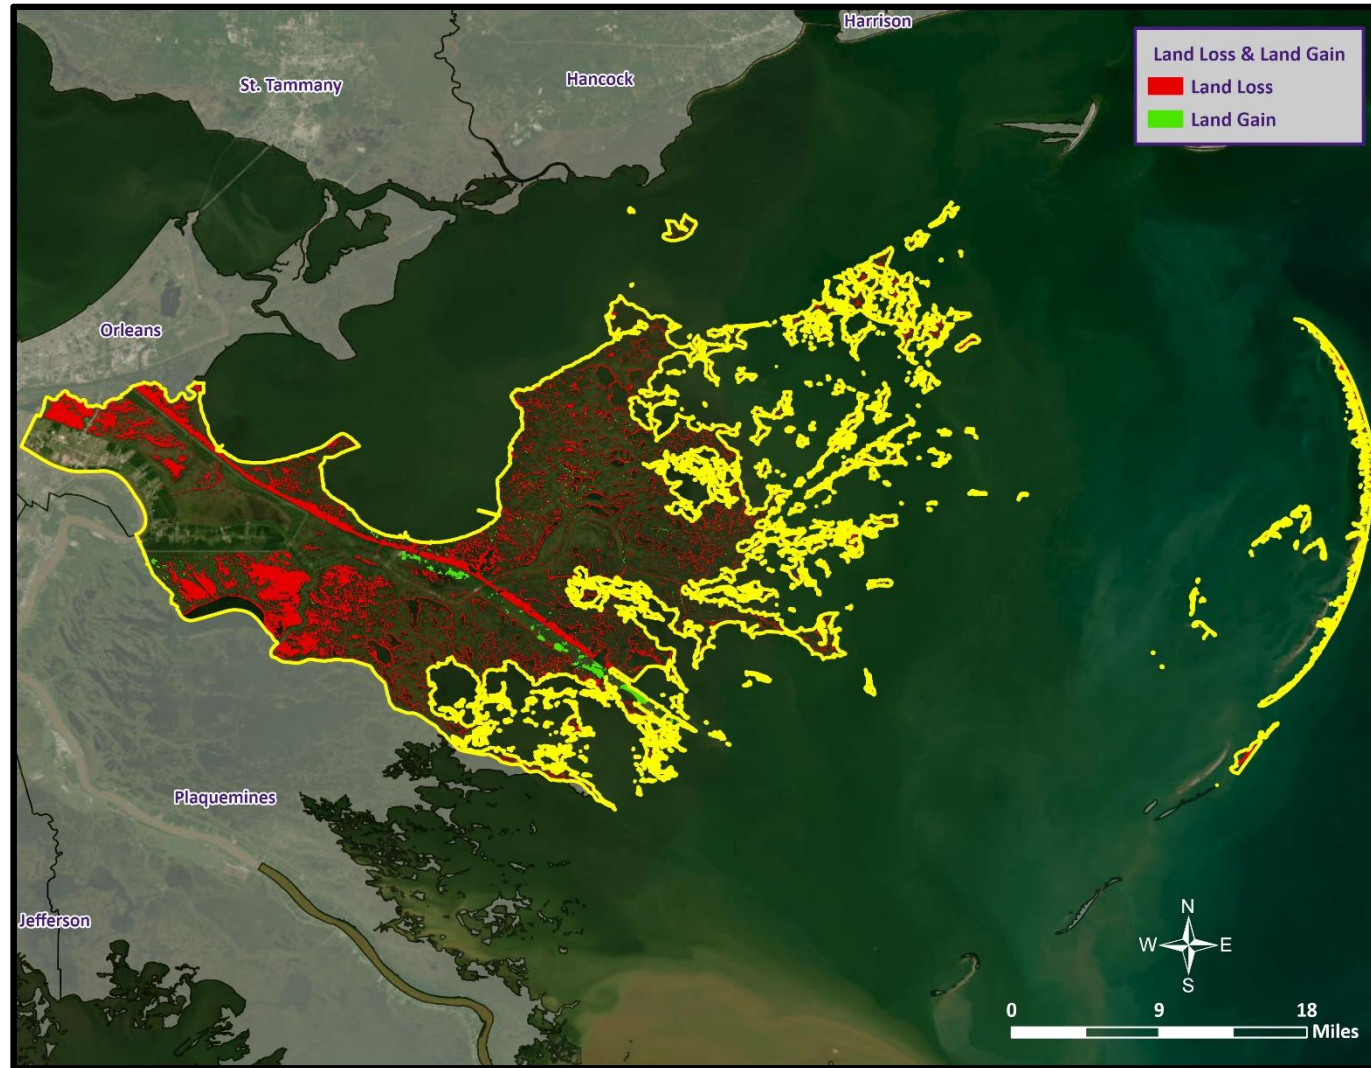 Harrison
St. Tammany
Hancock
Land Loss & Land Gain
Land Loss
Land Gain
Orleans
Plaquemines
Jefferson
N
W E
S
0 9 18
Miles